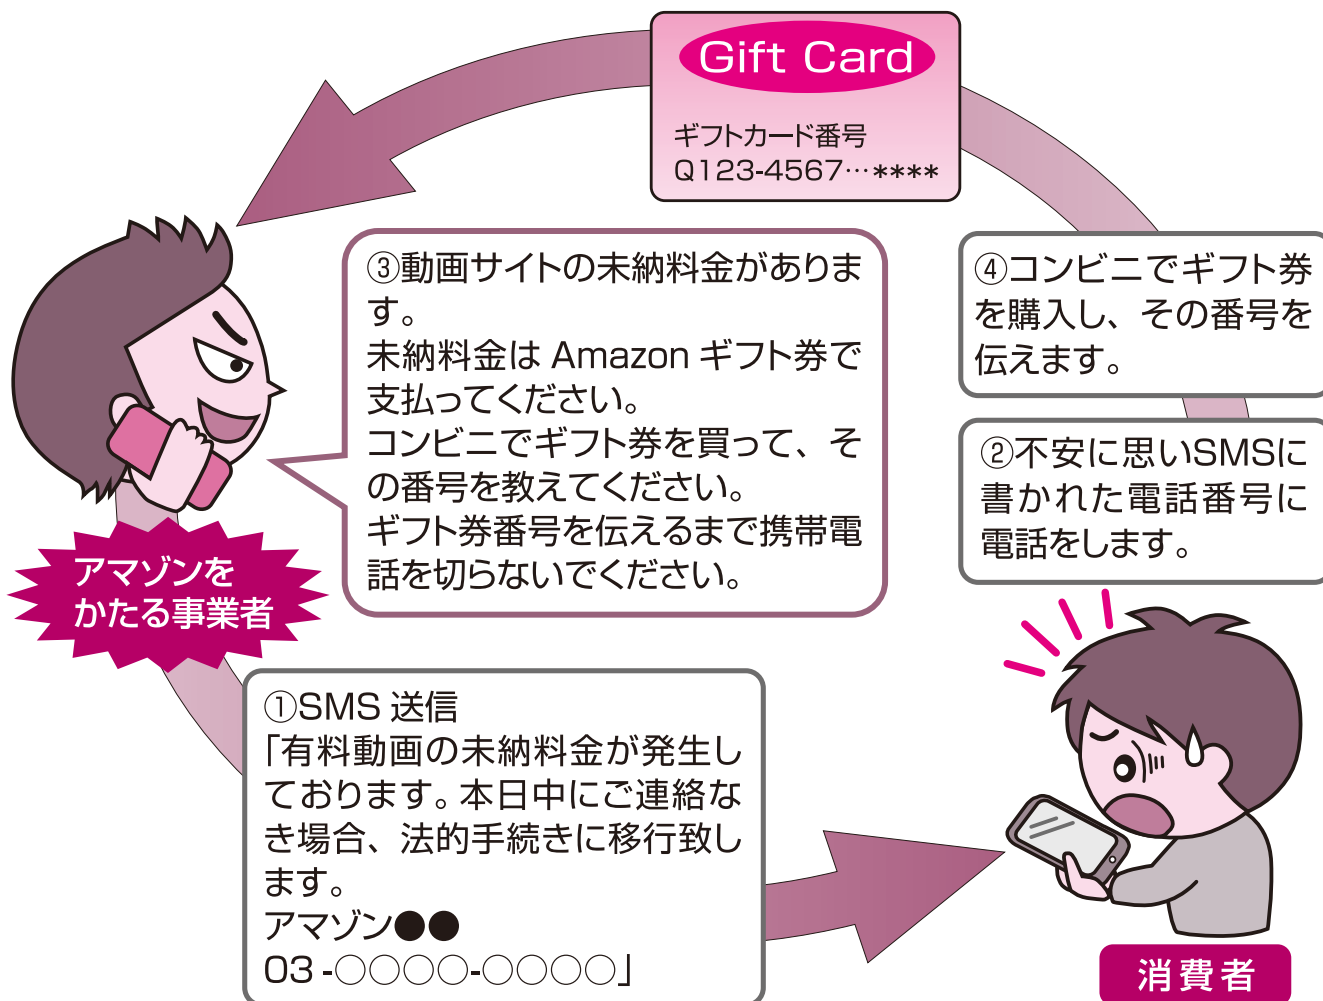 Gift Card
ギフトカード番号
Q123-4567…****
③動画サイトの未納料金がありま
す。
未納料金は Amazon ギフト券で
支払ってください。
コンビニでギフト券を買って、そ
の番号を教えてください。
ギフト券番号を伝えるまで携帯電
話を切らないでください。
④コンビニでギフト券
を購入し、その番号を
伝えます。
②不安に思いSMSに
書かれた電話番号に
電話をします。
アマゾンを
かたる事業者
①SMS 送信
「有料動画の未納料金が発生し
ております。本日中にご連絡な
き場合、法的手続きに移行致し
ます。
アマゾン●●
03-○○○○-○○○○」
消費者